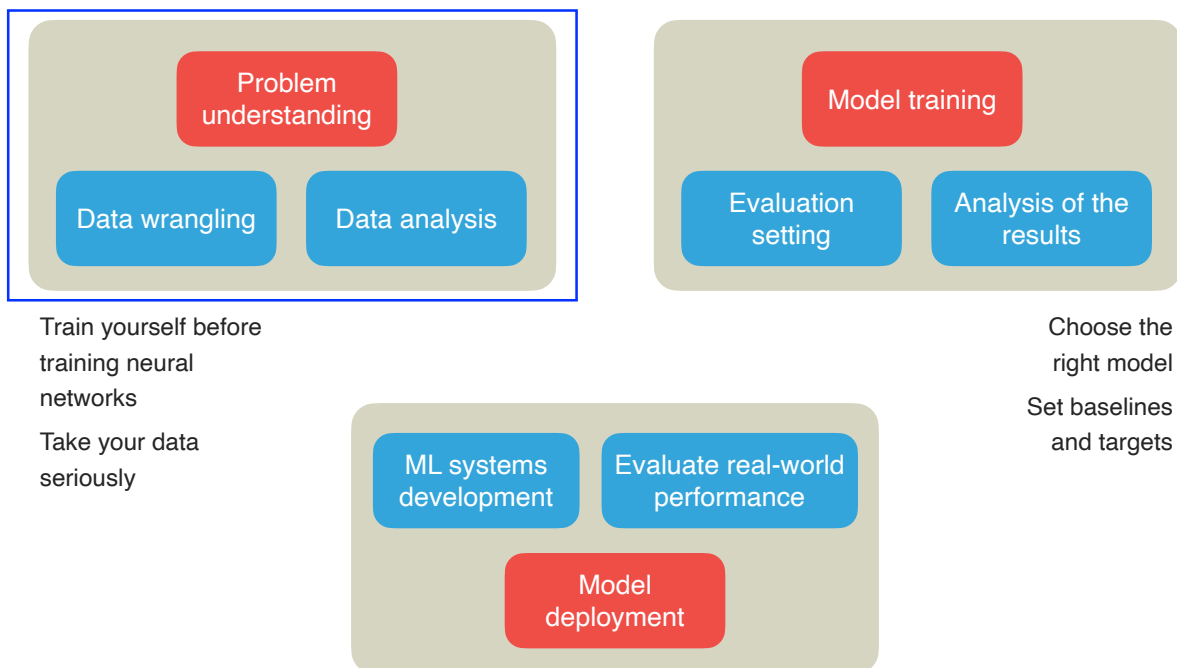 Problem
understanding
Data wrangling
Data analysis
Train yourself before
training neural
networks
Take your data
seriously
Model training
Evaluation
setting
Analysis of the
results
Choose the
right model
Set baselines
and targets
ML systems
development
Evaluate real-world
performance
Model
deployment